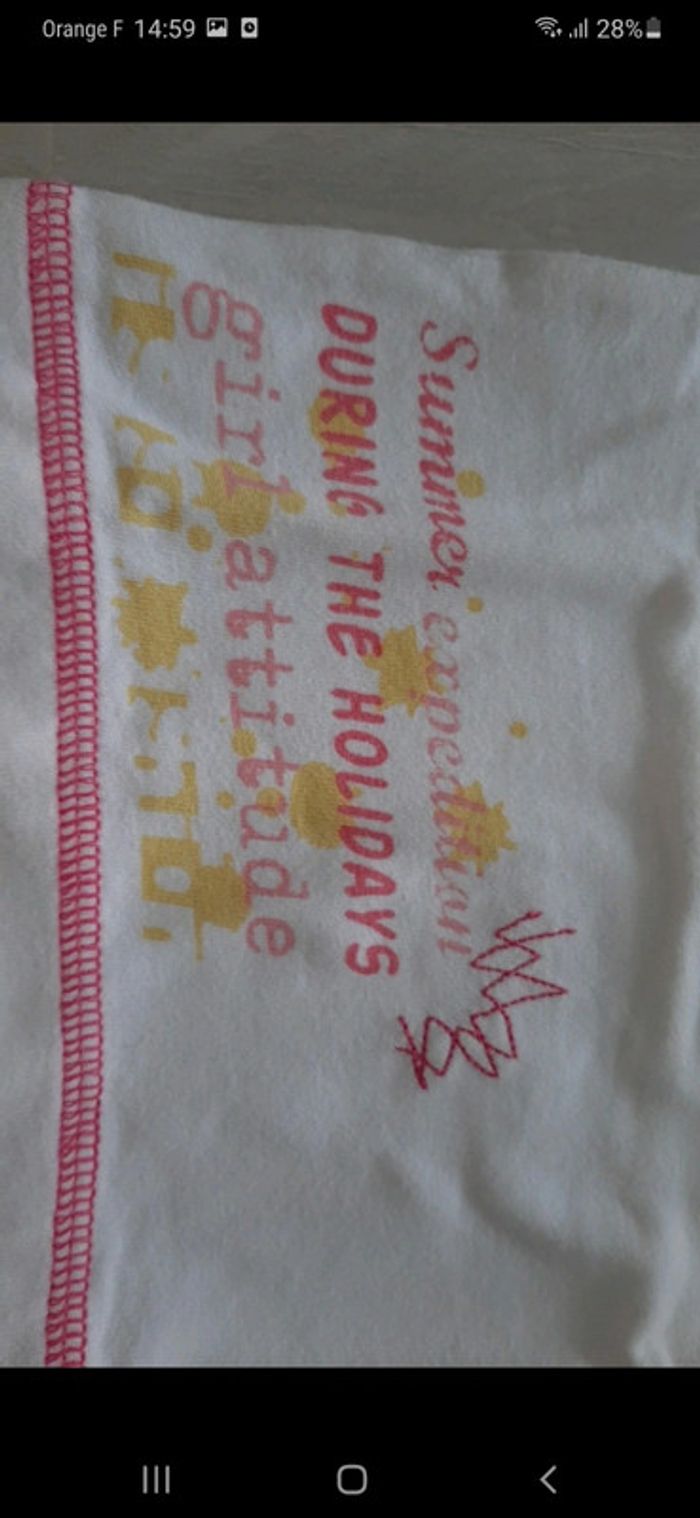 Orange F 14:59
28%
Summer expedition
DURING THE HOLIDAYS
girl attitude